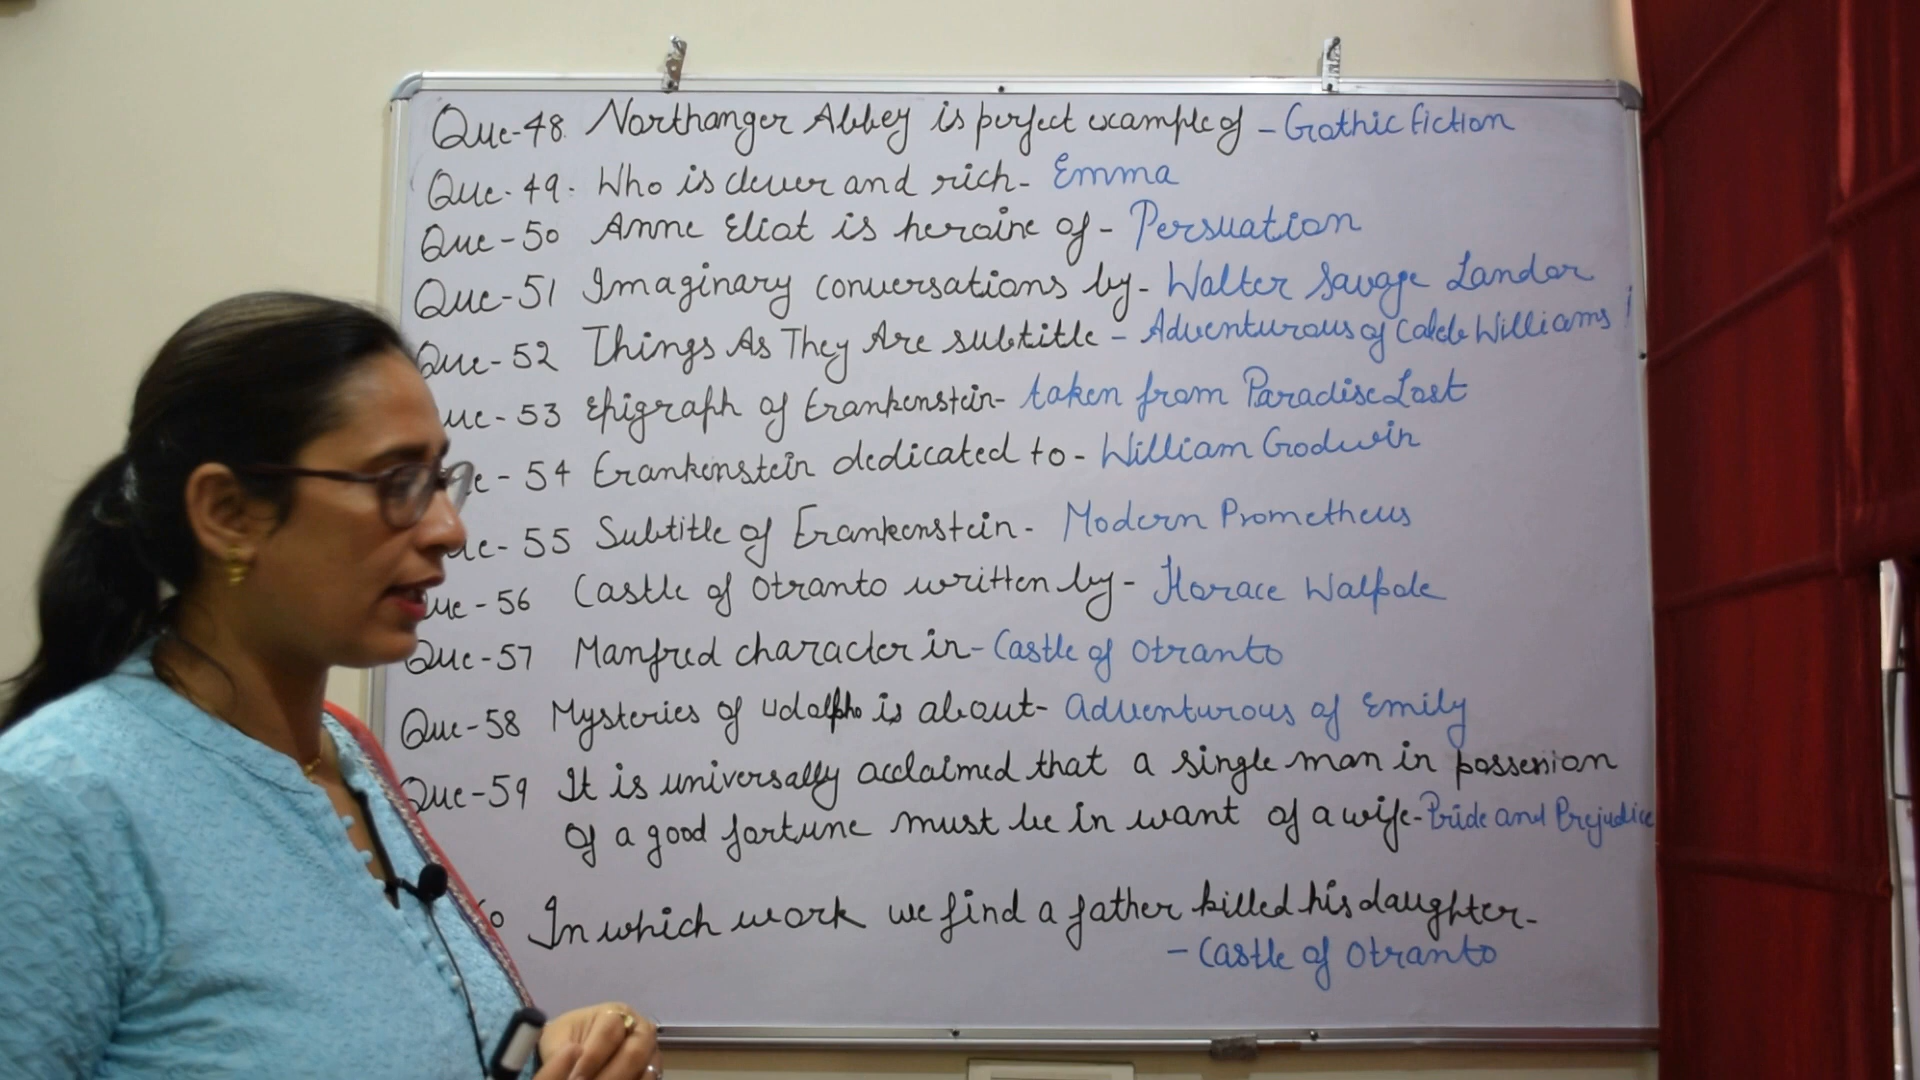 Que-48. Northanger Abbey is perfect example of - Gothic Fiction
Que-49. Who is clever and rich- Emma
Que-50 Anne Eliot is heroine of- Persuation
Que-51 Imaginary conversations by- Walter Savage Landor
Que-52 Things As They Are subtitle - Adventurous of Caleb Williams
Que-53 Epigraph of Frankenstein- taken from Paradise Lost
Que-54 Frankenstein dedicated to- William Godwin
Que-55 Subtitle of Frankenstein- Modern Prometheus
Que-56 Castle of Otranto written by- Horace Walpole
Que-57 Manfred character in- Castle of Otranto
Que-58 Mysteries of Udolpho is about- Adventurous of Emily
Que-59 It is universally acclaimed that a single man in possession
of a good fortune must be in want of a wife- Pride and Prejudice
60 In which work we find a father killed his daughter-
- Castle of Otranto